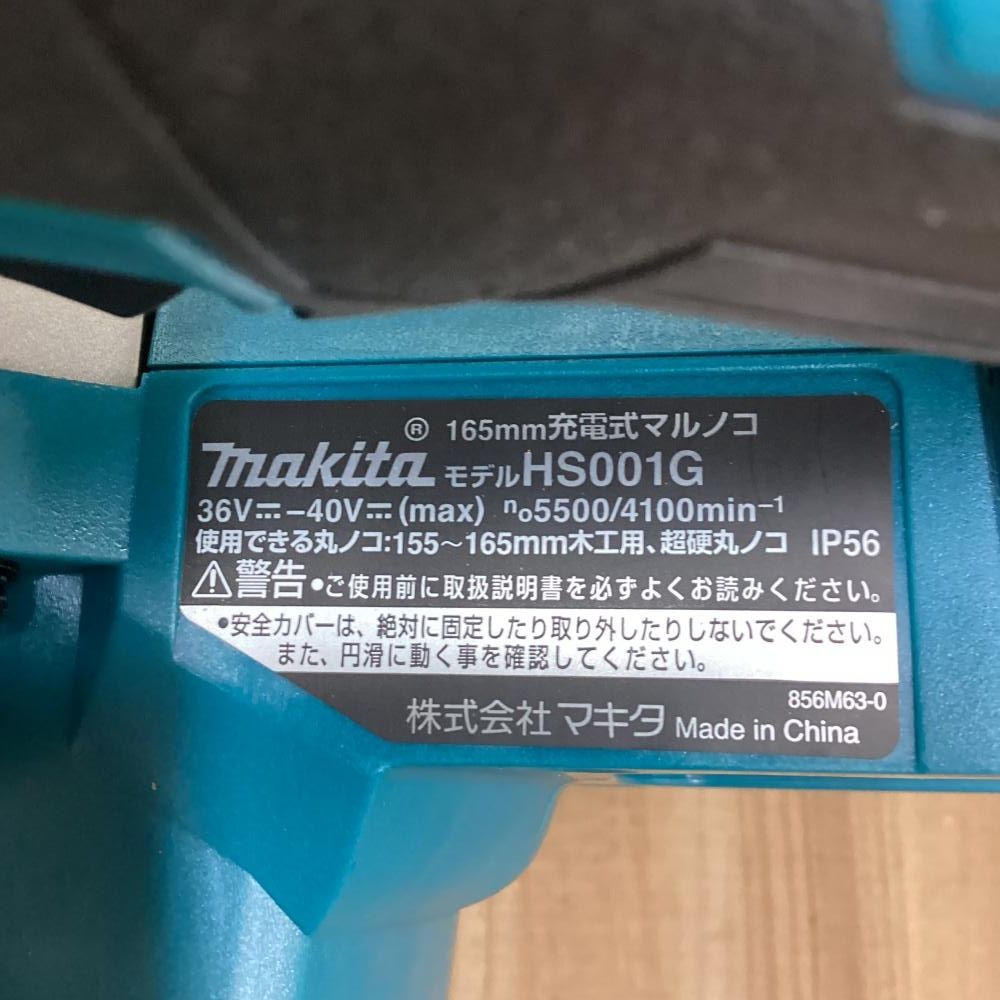 ® 165mm充電式マルノコ
makita モデルHS001G
36V⎓-40V⎓(max) n₀5500/4100min⁻¹
使用できる丸ノコ:155～165mm木工用、超硬丸ノコ IP56
⚠警告 •ご使用前に取扱説明書を必ずよくお読みください。
•安全カバーは、絶対に固定したり取り外したりしないでください。
また、円滑に動く事を確認してください。
856M63-0
株式会社マキタ Made in China